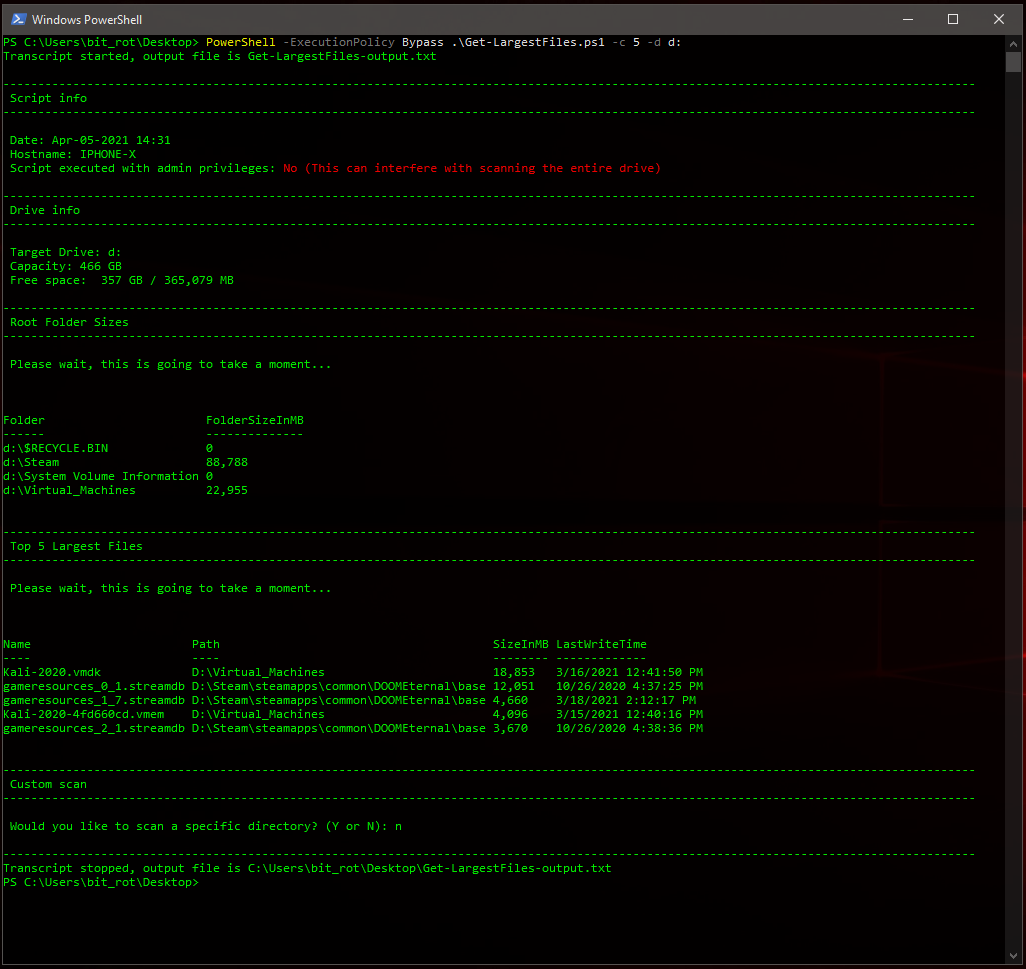 Windows PowerShell
PS C:\Users\bit_rot\Desktop> PowerShell -ExecutionPolicy Bypass .\Get-LargestFiles.ps1 -c 5 -d d:
Transcript started, output file is Get-LargestFiles-output.txt
-------------------------------------------------------------------------------------------------------------------------------------------
Script info
-------------------------------------------------------------------------------------------------------------------------------------------
Date: Apr-05-2021 14:31
Hostname: IPHONE-X
Script executed with admin privileges: No (This can interfere with scanning the entire drive)
-------------------------------------------------------------------------------------------------------------------------------------------
Drive info
-------------------------------------------------------------------------------------------------------------------------------------------
Target Drive: d:
Capacity: 466 GB
Free space:  357 GB / 365,079 MB
-------------------------------------------------------------------------------------------------------------------------------------------
Root Folder Sizes
-------------------------------------------------------------------------------------------------------------------------------------------
Please wait, this is going to take a moment...
Folder                       FolderSizeInMB
------                       --------------
d:\$RECYCLE.BIN              0
d:\Steam                     88,788
d:\System Volume Information 0
d:\Virtual_Machines          22,955
-------------------------------------------------------------------------------------------------------------------------------------------
Top 5 Largest Files
-------------------------------------------------------------------------------------------------------------------------------------------
Please wait, this is going to take a moment...
Name                       Path                                       SizeInMB LastWriteTime
----                       ----                                       -------- -------------
Kali-2020.vmdk             D:\Virtual_Machines                        18,853   3/16/2021 12:41:50 PM
gameresources_0_1.streamdb D:\Steam\steamapps\common\DOOMEternal\base 12,051   10/26/2020 4:37:25 PM
gameresources_1_7.streamdb D:\Steam\steamapps\common\DOOMEternal\base 4,660    3/18/2021 2:12:17 PM
Kali-2020-4fd660cd.vmem    D:\Virtual_Machines                        4,096    3/15/2021 12:40:16 PM
gameresources_2_1.streamdb D:\Steam\steamapps\common\DOOMEternal\base 3,670    10/26/2020 4:38:36 PM
-------------------------------------------------------------------------------------------------------------------------------------------
Custom scan
-------------------------------------------------------------------------------------------------------------------------------------------
Would you like to scan a specific directory? (Y or N): n
-------------------------------------------------------------------------------------------------------------------------------------------
Transcript stopped, output file is C:\Users\bit_rot\Desktop\Get-LargestFiles-output.txt
PS C:\Users\bit_rot\Desktop>